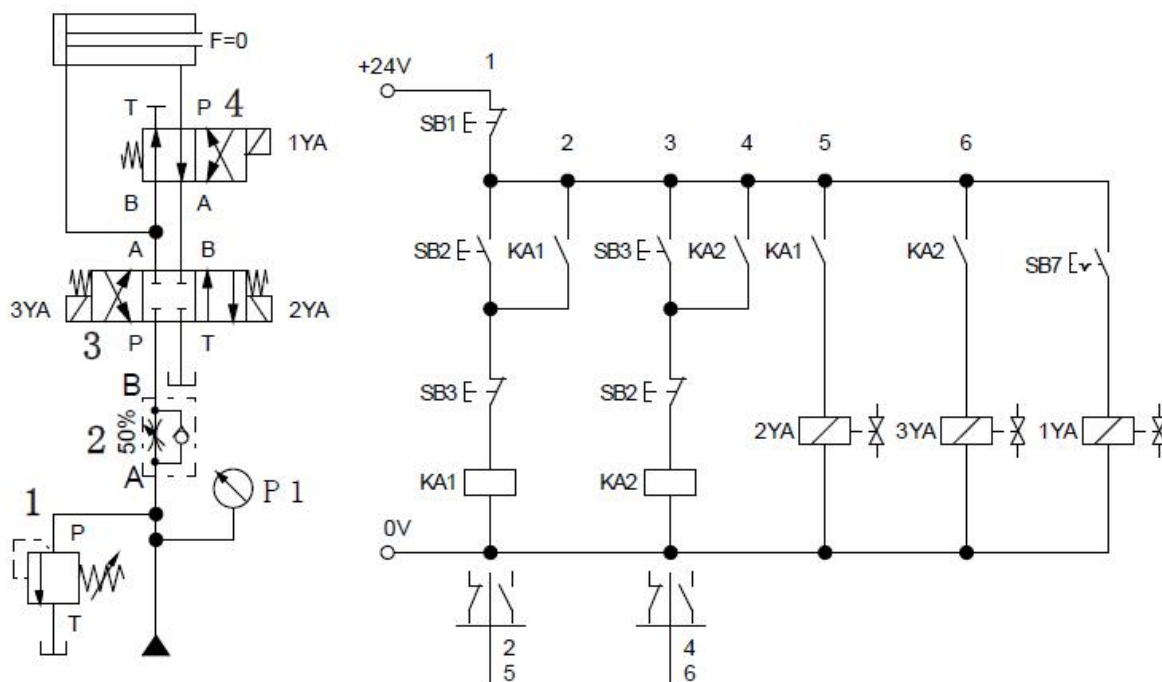 F=0
T P 4
1YA
B A
A B
3YA 2YA
3 P T
B
2 50%
A
1 P P1
T
1
+24V
SB1
2 3 4 5 6
SB2 KA1 SB3 KA2 KA1 KA2 SB7
SB3 SB2
2YA 3YA 1YA
KA1 KA2
0V
2 4
5 6